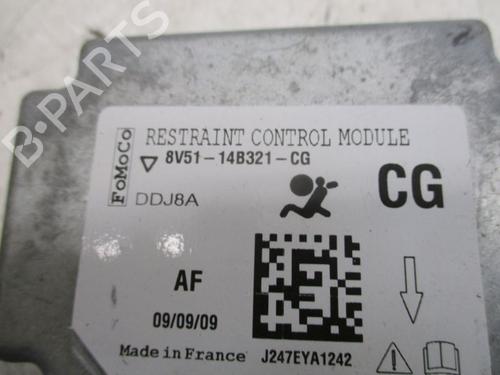 B-PARTS
FoMoCo
RESTRAINT CONTROL MODULE
8V51-14B321-CG
DDJ8A
CG
AF
09/09/09
Made in France
J247EYA1242